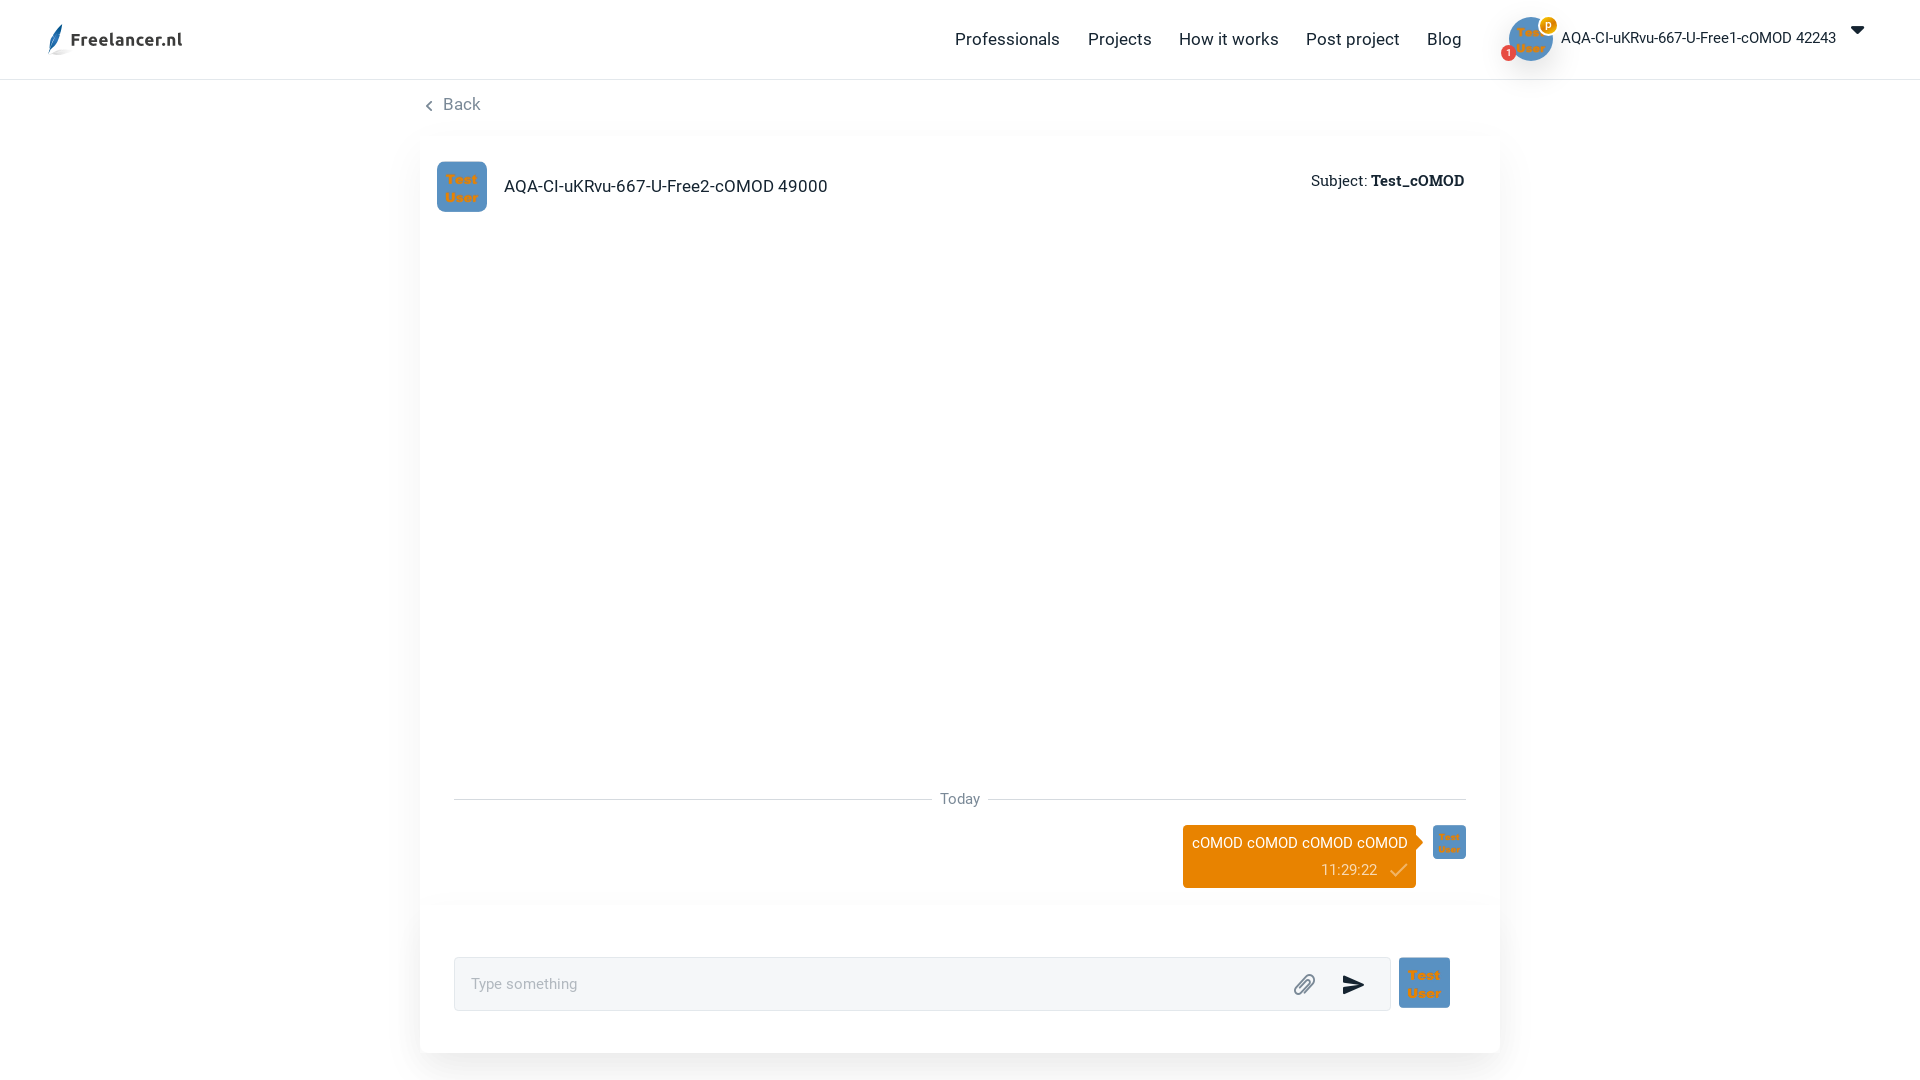 Freelancer.nl
Professionals
Projects
How it works
Post project
Blog
Test
User
P
1
AQA-CI-uKRvu-667-U-Free1-cOMOD 42243
Back
Test
User
AQA-CI-uKRvu-667-U-Free2-cOMOD 49000
Subject: Test_cOMOD
Today
cOMOD cOMOD cOMOD cOMOD
11:29:22
Test
User
Type something
Test
User